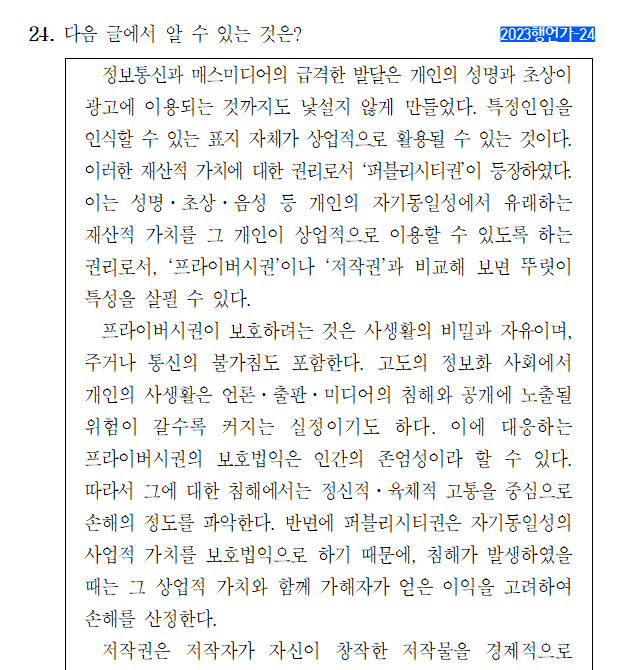 24. 다음 글에서 알 수 있는 것은?
2023행언가-24
정보통신과 매스미디어의 급격한 발달은 개인의 성명과 초상이
광고에 이용되는 것까지도 낯설지 않게 만들었다. 특정인임을
인식할 수 있는 표지 자체가 상업적으로 활용될 수 있는 것이다.
이러한 재산적 가치에 대한 권리로서 ‘퍼블리시티권’이 등장하였다.
이는 성명·초상·음성 등 개인의 자기동일성에서 유래하는
재산적 가치를 그 개인이 상업적으로 이용할 수 있도록 하는
권리로서, ‘프라이버시권’이나 ‘저작권’과 비교해 보면 뚜렷이
특성을 살필 수 있다.
프라이버시권이 보호하려는 것은 사생활의 비밀과 자유이며,
주거나 통신의 불가침도 포함한다. 고도의 정보화 사회에서
개인의 사생활은 언론·출판·미디어의 침해와 공개에 노출될
위험이 갈수록 커지는 실정이기도 하다. 이에 대응하는
프라이버시권의 보호법익은 인간의 존엄성이라 할 수 있다.
따라서 그에 대한 침해에서는 정신적·육체적 고통을 중심으로
손해의 정도를 파악한다. 반면에 퍼블리시티권은 자기동일성의
사업적 가치를 보호법익으로 하기 때문에, 침해가 발생하였을
때는 그 상업적 가치와 함께 가해자가 얻은 이익을 고려하여
손해를 산정한다.
저작권은 저작자가 자신이 창작한 저작물을 경제적으로